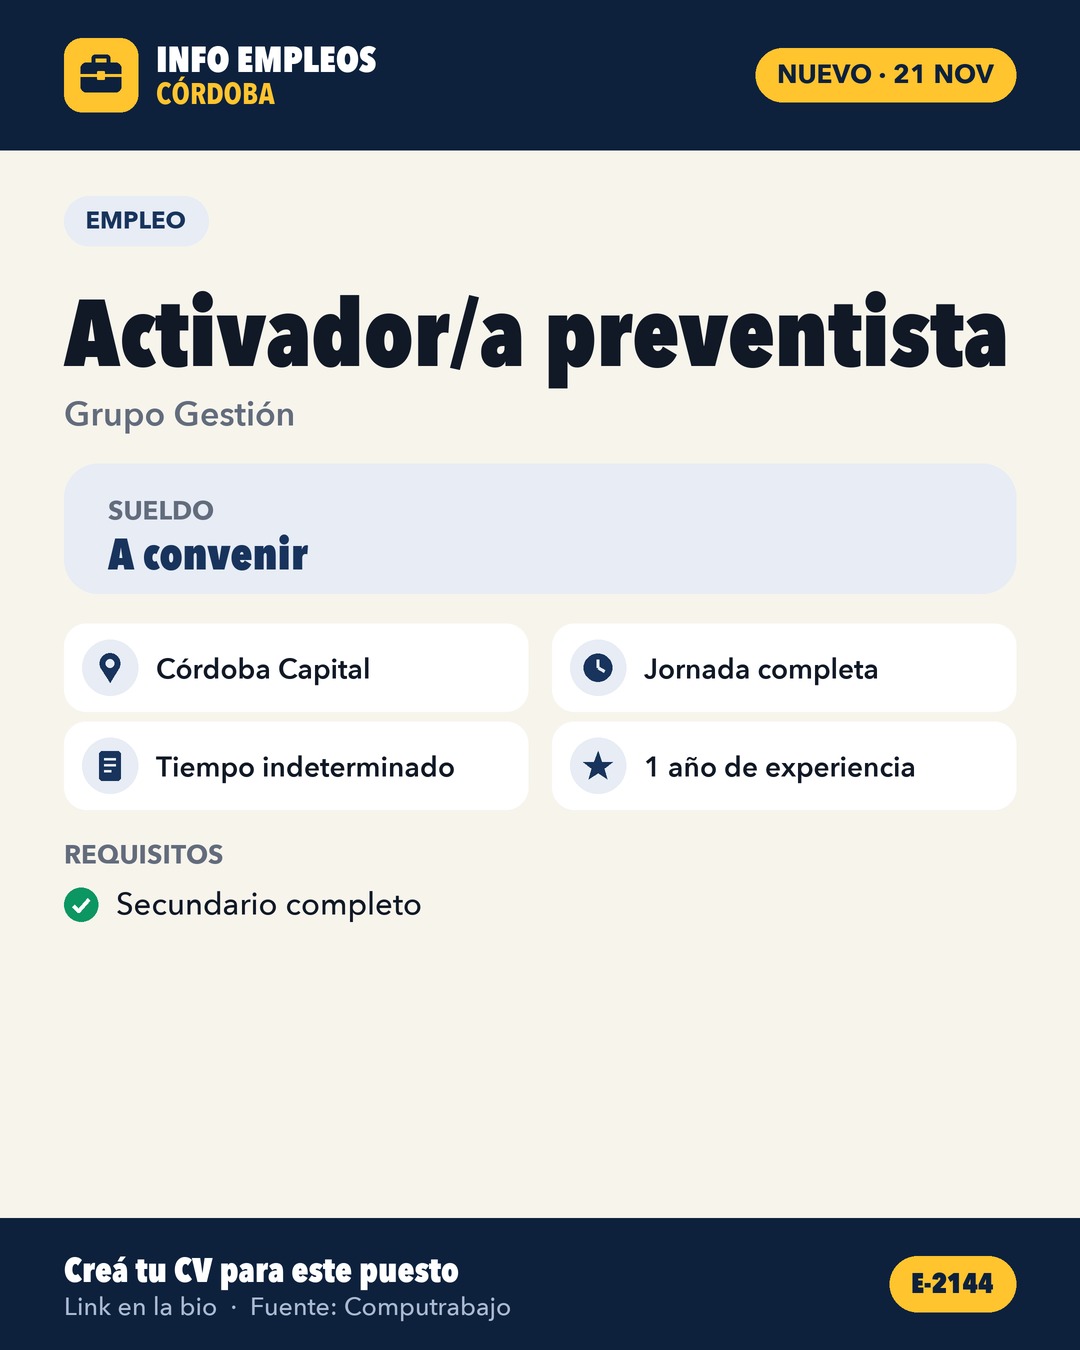 INFO EMPLEOS
CÓRDOBA
NUEVO · 21 NOV
EMPLEO
Activador/a preventista
Grupo Gestión
SUELDO
A convenir
Córdoba Capital
Jornada completa
Tiempo indeterminado
1 año de experiencia
REQUISITOS
Secundario completo
Creá tu CV para este puesto
Link en la bio · Fuente: Computrabajo
E-2144